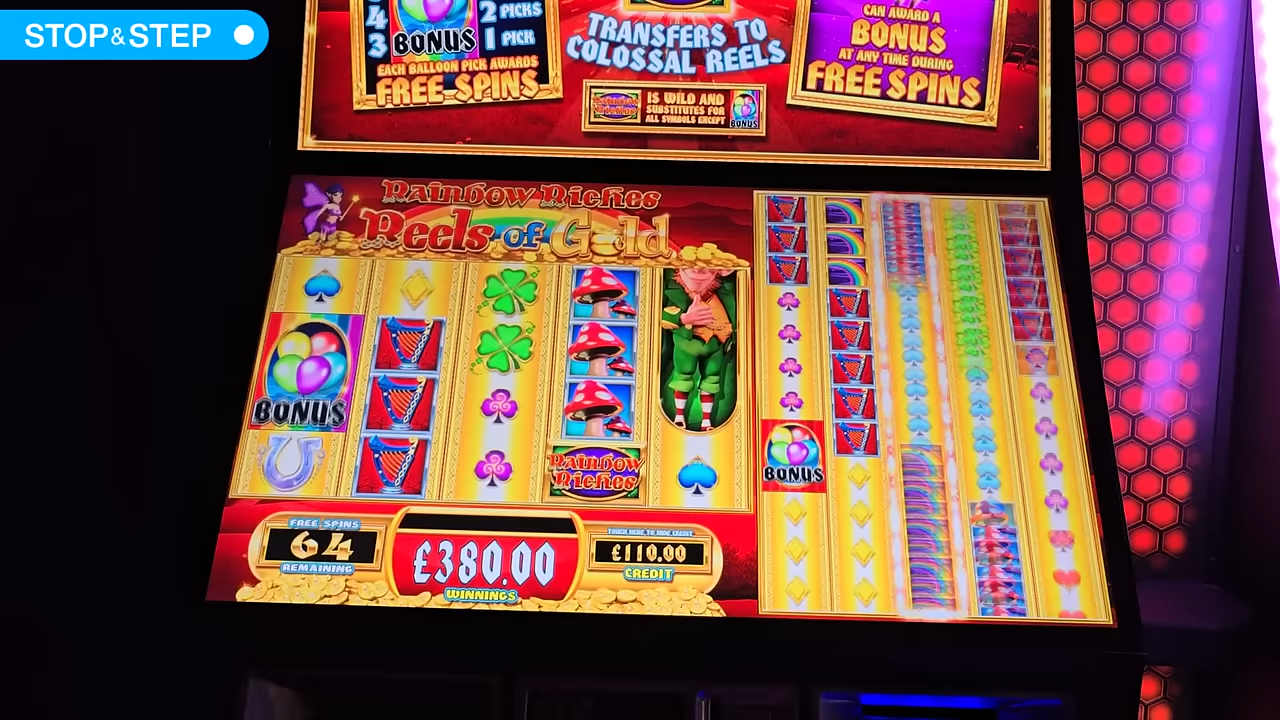 STOP&STEP
4
3
BONUS
2 PICKS
1 PICK
EACH BALLOON PICK AWARDS
FREE SPINS
TRANSFERS TO
COLOSSAL REELS
Rainbow
Riches
IS WILD AND
SUBSTITUTES FOR
ALL SYMBOLS EXCEPT
BONUS
CAN AWARD A
BONUS
AT ANY TIME DURING
FREE SPINS
Rainbow Riches
Reels of Gold
BONUS
Rainbow
Riches
BONUS
FREE SPINS
64
REMAINING
£380.00
WINNINGS
TOUCH HERE TO HIDE CREDIT
£110.00
CREDIT